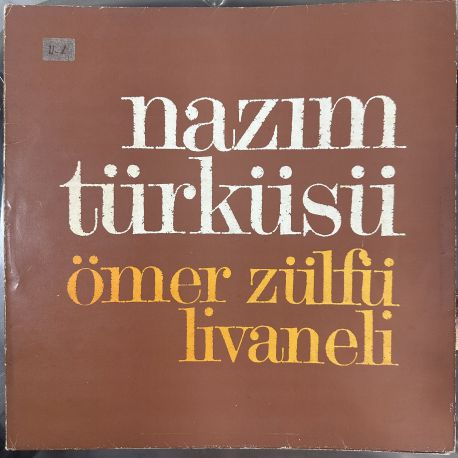 nazım
türküsü
ömer zülfü
livaneli